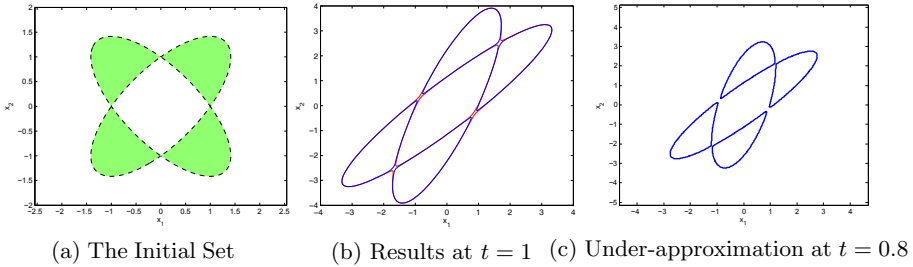 2
1.5
1
0.5
0
−0.5
−1
−1.5
−2
−2.5 −2 −1.5 −1 −0.5 0 0.5 1 1.5 2 2.5
x2
x1
(a) The Initial Set
4
3
2
1
0
−1
−2
−3
−4
−4 −3 −2 −1 0 1 2 3 4
x2
x1
(b) Results at t = 1
5
4
3
2
1
0
−1
−2
−3
−4
−5
−4 −3 −2 −1 0 1 2 3 4
x2
x1
(c) Under-approximation at t = 0.8